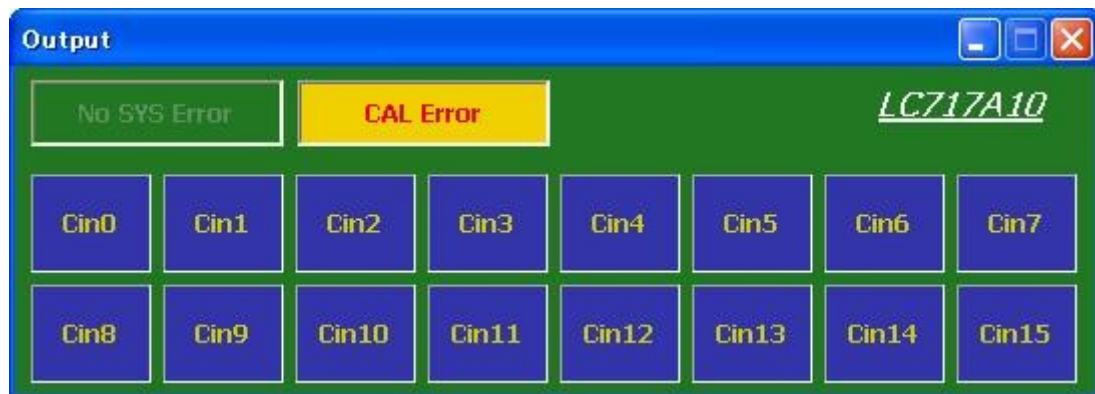 Output
No SYS Error CAL Error LC717A10
Cin0 Cin1 Cin2 Cin3 Cin4 Cin5 Cin6 Cin7
Cin8 Cin9 Cin10 Cin11 Cin12 Cin13 Cin14 Cin15